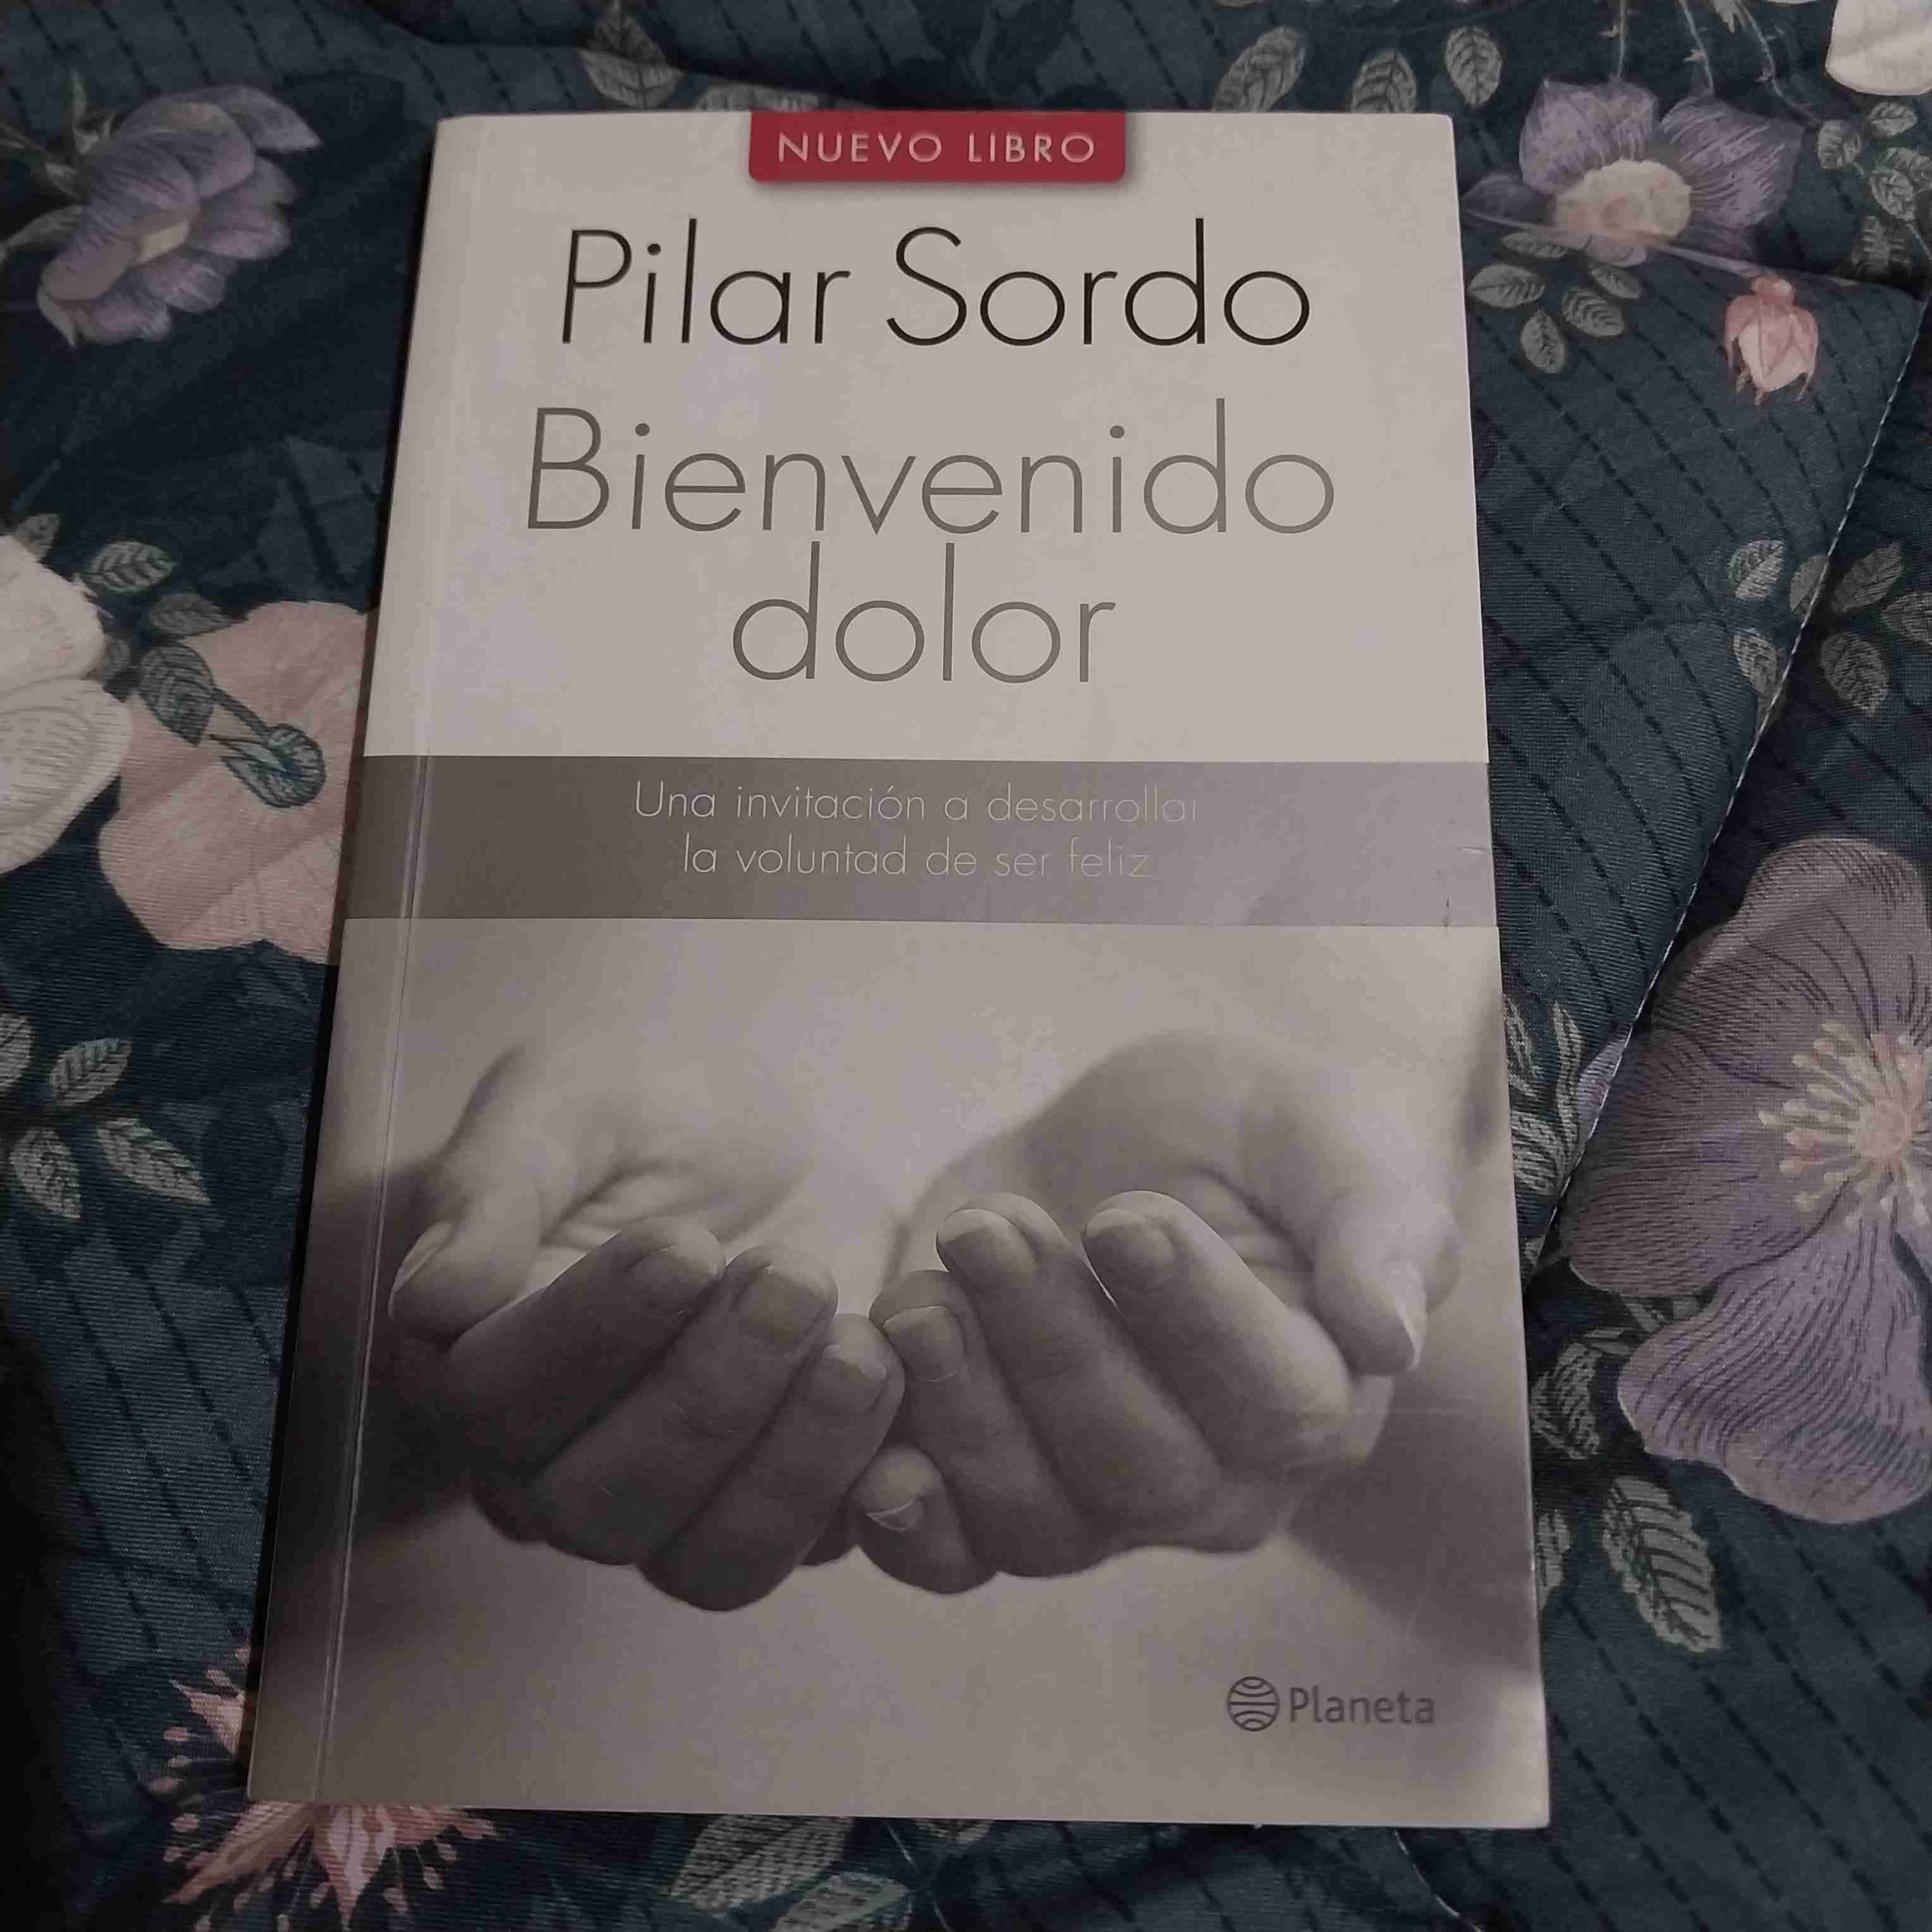 NUEVO LIBRO
Pilar Sordo
Bienvenido
dolor
Una invitación a desarrollar
la voluntad de ser feliz
Planeta